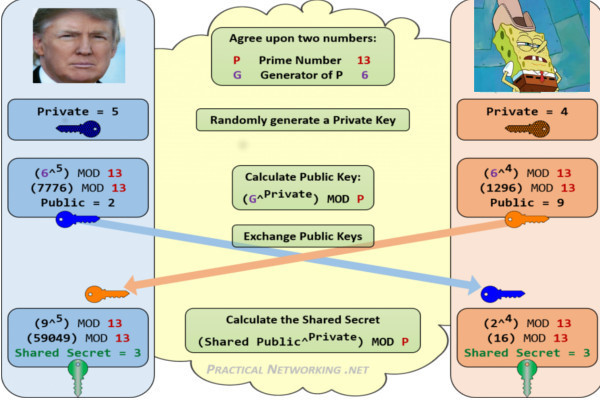 Agree upon two numbers:
P Prime Number 13
G Generator of P 6
Private = 5
Randomly generate a Private Key
Private = 4
(6^5) MOD 13
(7776) MOD 13
Public = 2
Calculate Public Key:
(G^Private) MOD P
(6^4) MOD 13
(1296) MOD 13
Public = 9
Exchange Public Keys
(9^5) MOD 13
(59049) MOD 13
Shared Secret = 3
Calculate the Shared Secret
(Shared Public^Private) MOD P
(2^4) MOD 13
(16) MOD 13
Shared Secret = 3
PRACTICAL NETWORKING .NET